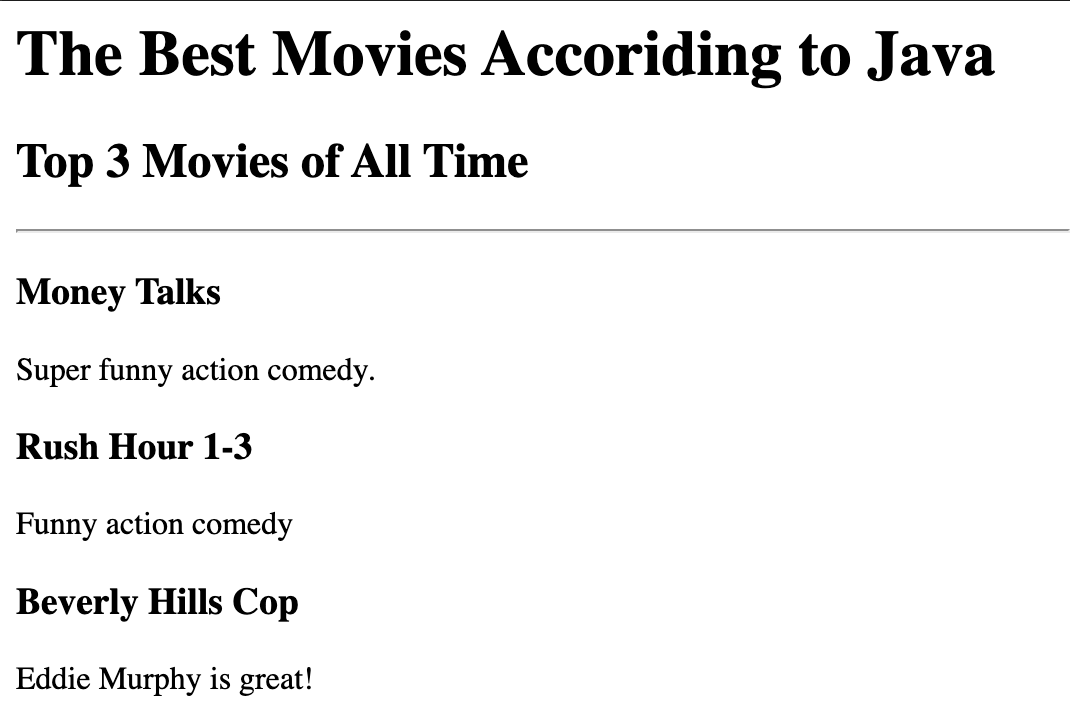 The Best Movies Accoriding to Java
Top 3 Movies of All Time
Money Talks
Super funny action comedy.
Rush Hour 1-3
Funny action comedy
Beverly Hills Cop
Eddie Murphy is great!